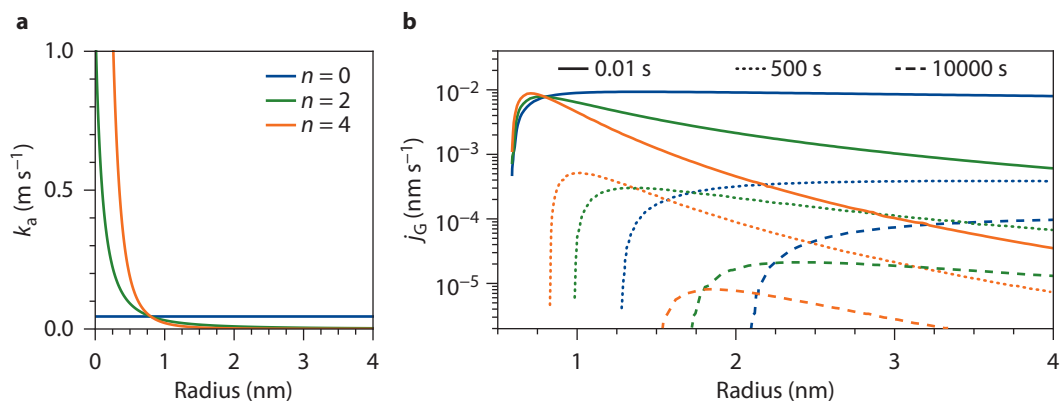 a
kₐ (m s⁻¹)
1.0
0.5
0.0
0 1 2 3 4
Radius (nm)
n = 0
n = 2
n = 4
b
0.01 s 500 s 10000 s
j_G (nm s⁻¹)
10⁻²
10⁻³
10⁻⁴
10⁻⁵
1 2 3 4
Radius (nm)